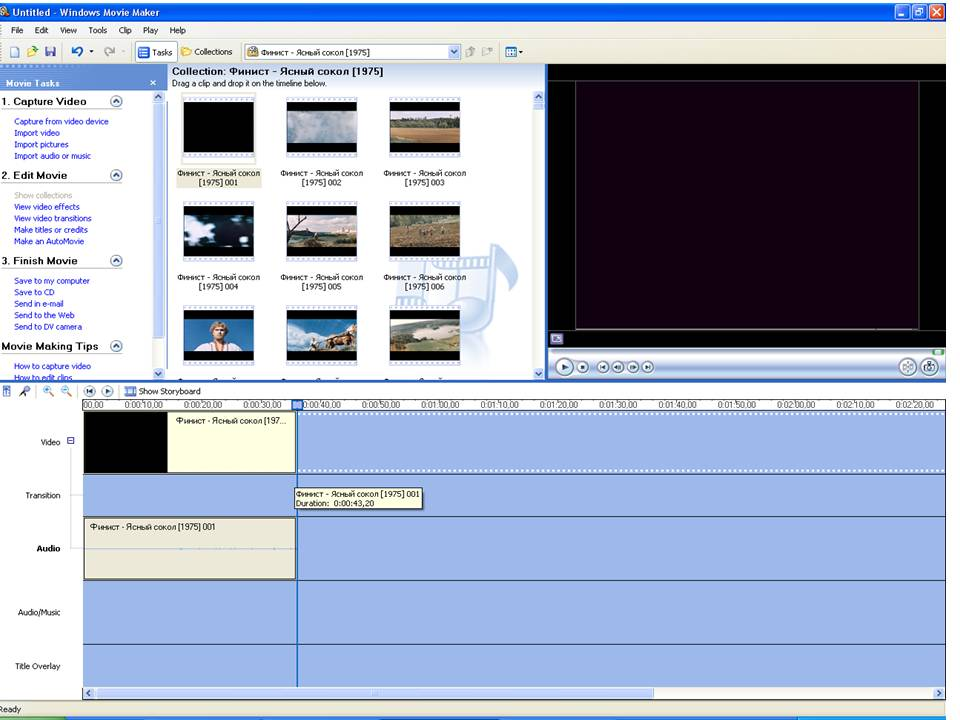 Untitled - Windows Movie Maker
File Edit View Tools Clip Play Help
Tasks Collections Финист - Ясный сокол [1975]
Movie Tasks
1. Capture Video
Capture from video device
Import video
Import pictures
Import audio or music
2. Edit Movie
Show collections
View video effects
View video transitions
Make titles or credits
Make an AutoMovie
3. Finish Movie
Save to my computer
Save to CD
Send in e-mail
Send to the Web
Send to DV camera
Movie Making Tips
How to capture video
How to edit clips
Collection: Финист - Ясный сокол [1975]
Drag a clip and drop it on the timeline below.
Финист - Ясный сокол
[1975] 001
Финист - Ясный сокол
[1975] 002
Финист - Ясный сокол
[1975] 003
Финист - Ясный сокол
[1975] 004
Финист - Ясный сокол
[1975] 005
Финист - Ясный сокол
[1975] 006
Show Storyboard
00,00 0:00:10,00 0:00:20,00 0:00:30,00 0:00:40,00 0:00:50,00 0:01:00,00 0:01:10,00 0:01:20,00 0:01:30,00 0:01:40,00 0:01:50,00 0:02:00,00 0:02:10,00 0:02:20,00
Video
Финист - Ясный сокол [197...
Transition
Финист - Ясный сокол [1975] 001
Duration: 0:00:43,20
Audio
Финист - Ясный сокол [1975] 001
Audio/Music
Title Overlay
Ready